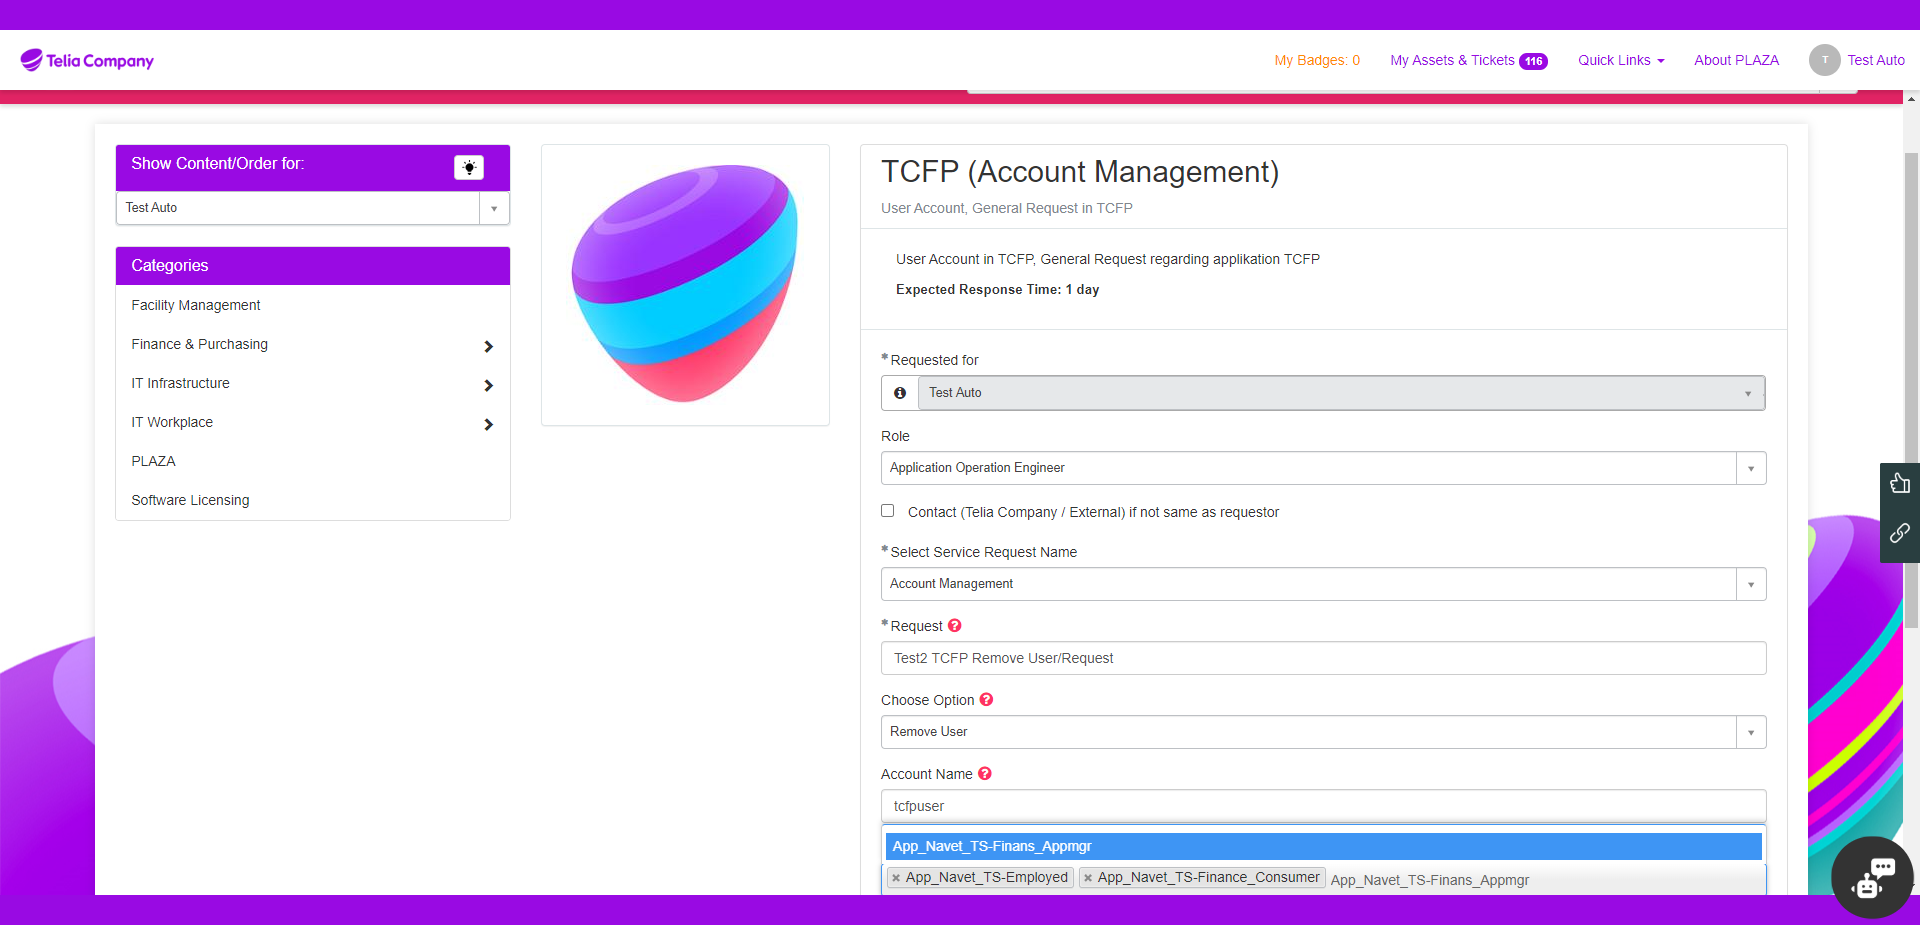 Telia Company
My Badges: 0
My Assets & Tickets 116
Quick Links
About PLAZA
T
Test Auto
Show Content/Order for:
Test Auto
Categories
Facility Management
Finance & Purchasing
IT Infrastructure
IT Workplace
PLAZA
Software Licensing
TCFP (Account Management)
User Account, General Request in TCFP
User Account in TCFP, General Request regarding applikation TCFP
Expected Response Time: 1 day
* Requested for
Test Auto
Role
Application Operation Engineer
Contact (Telia Company / External) if not same as requestor
* Select Service Request Name
Account Management
* Request ?
Test2 TCFP Remove User/Request
Choose Option ?
Remove User
Account Name ?
tcfpuser
App_Navet_TS-Finans_Appmgr
× App_Navet_TS-Employed × App_Navet_TS-Finance_Consumer App_Navet_TS-Finans_Appmgr